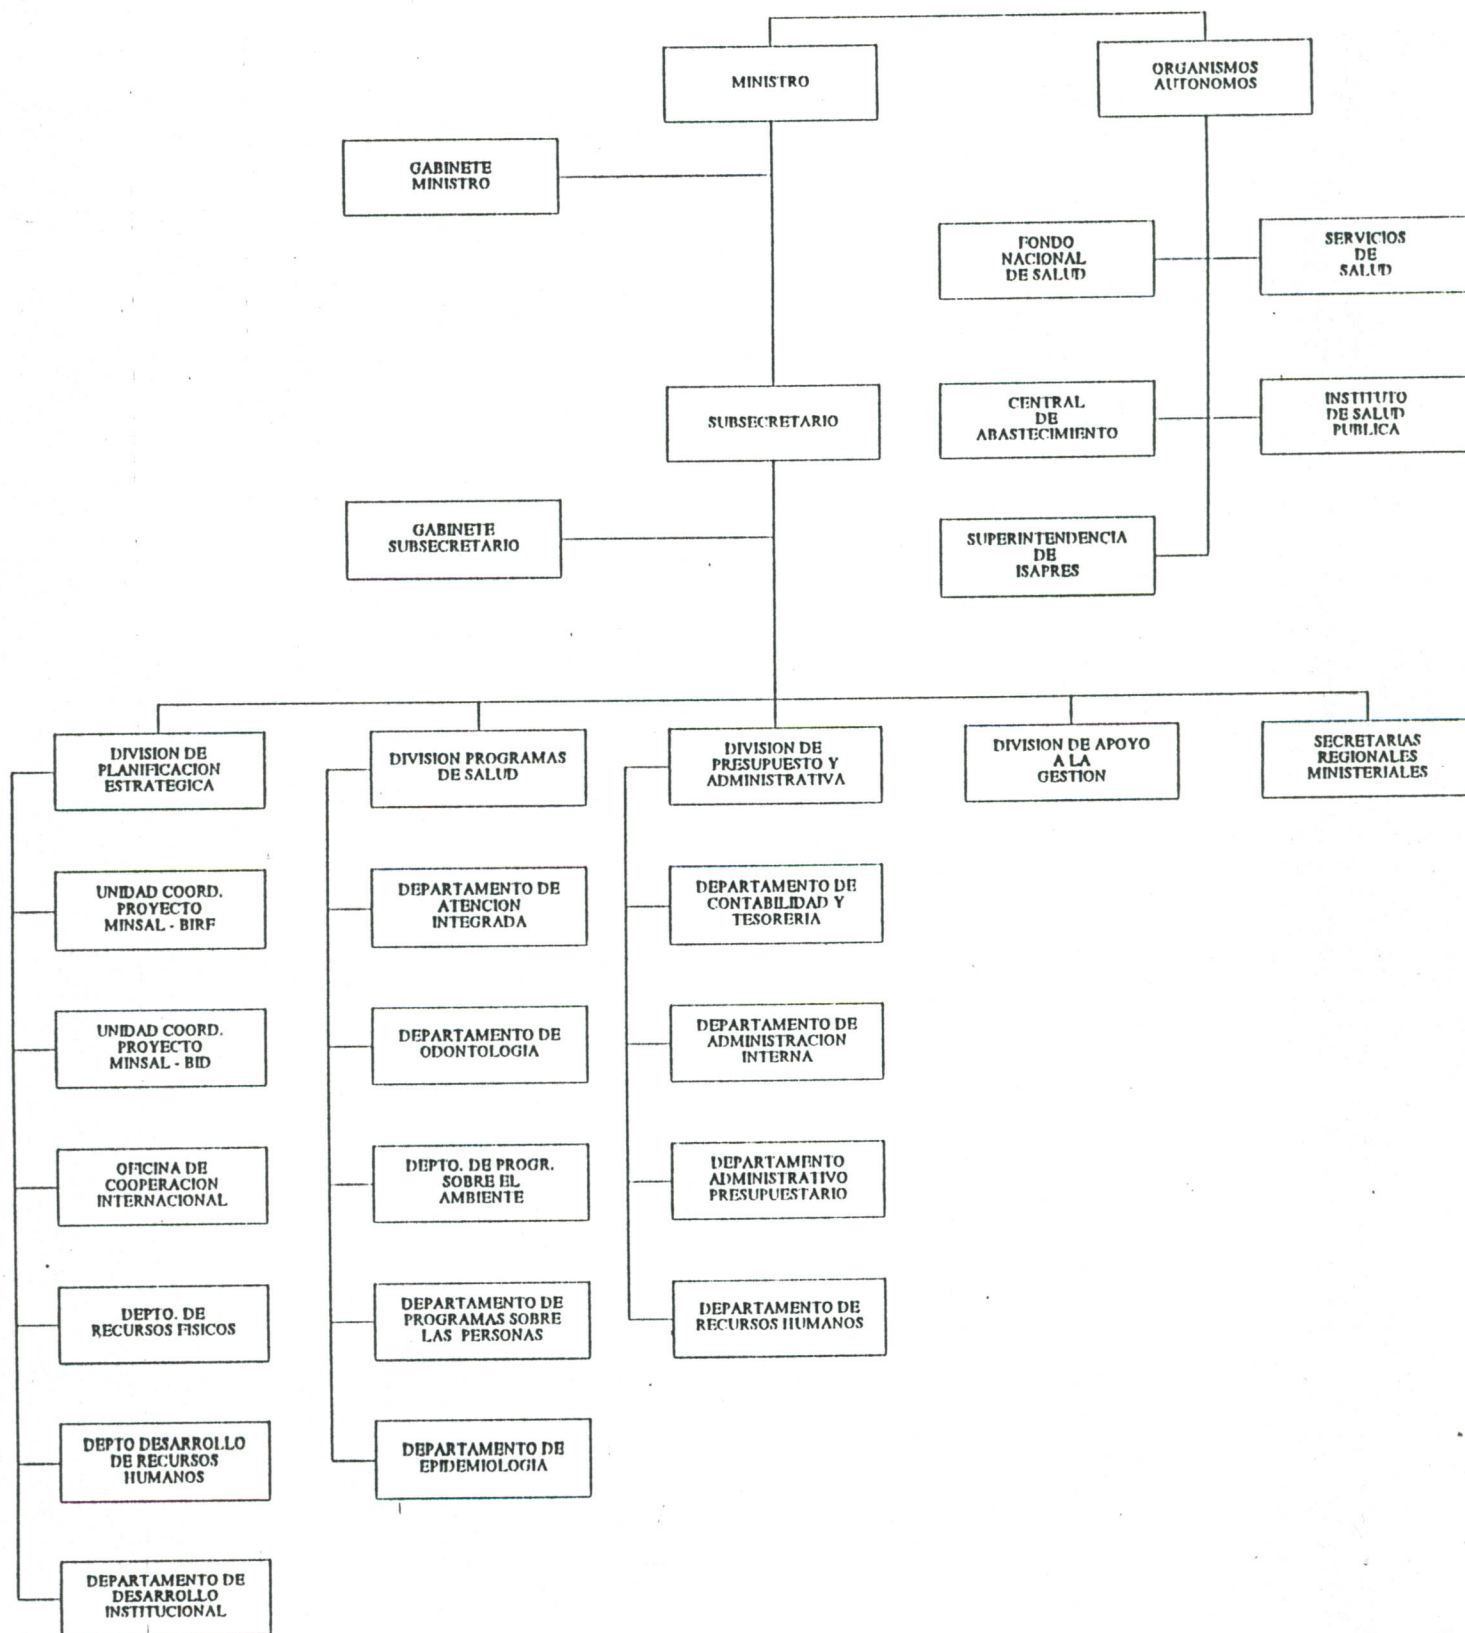 MINISTRO
ORGANISMOS
AUTONOMOS
GABINETE
MINISTRO
FONDO
NACIONAL
DE SALUD
SERVICIOS
DE
SALUD
SUBSECRETARIO
CENTRAL
DE
ABASTECIMIENTO
INSTITUTO
DE SALUD
PUBLICA
GABINETE
SUBSECRETARIO
SUPERINTENDENCIA
DE
ISAPRES
DIVISION DE
PLANIFICACION
ESTRATEGICA
DIVISION PROGRAMAS
DE SALUD
DIVISION DE
PRESUPUESTO Y
ADMINISTRATIVA
DIVISION DE APOYO
A LA
GESTION
SECRETARIAS
REGIONALES
MINISTERIALES
UNIDAD COORD.
PROYECTO
MINSAL - BIRF
DEPARTAMENTO DE
ATENCION
INTEGRADA
DEPARTAMENTO DE
CONTABILIDAD Y
TESORERIA
UNIDAD COORD.
PROYECTO
MINSAL - BID
DEPARTAMENTO DE
ODONTOLOGIA
DEPARTAMENTO DE
ADMINISTRACION
INTERNA
OFICINA DE
COOPERACION
INTERNACIONAL
DEPTO. DE PROGR.
SOBRE EL
AMBIENTE
DEPARTAMENTO
ADMINISTRATIVO
PRESUPUESTARIO
DEPTO. DE
RECURSOS FISICOS
DEPARTAMENTO DE
PROGRAMAS SOBRE
LAS PERSONAS
DEPARTAMENTO DE
RECURSOS HUMANOS
DEPTO DESARROLLO
DE RECURSOS
HUMANOS
DEPARTAMENTO DE
EPIDEMIOLOGIA
DEPARTAMENTO DE
DESARROLLO
INSTITUCIONAL